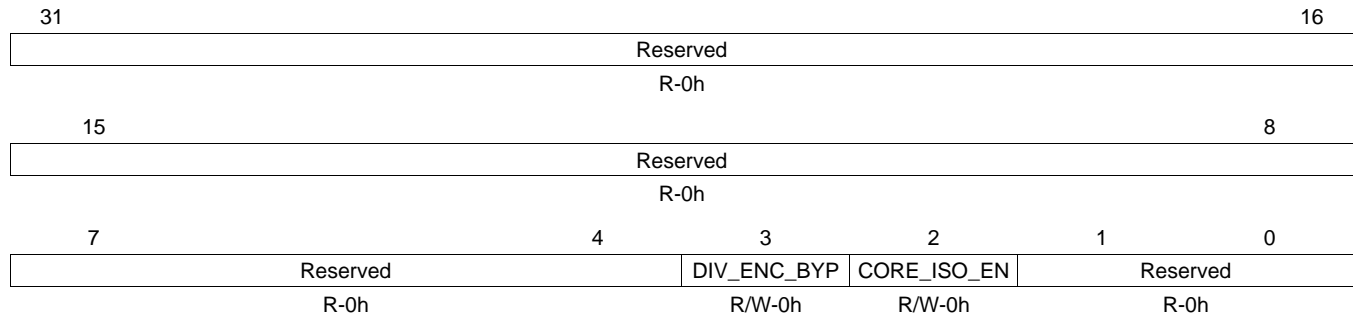 31 16
Reserved
R-0h
15 8
Reserved
R-0h
7 4 3 2 1 0
Reserved DIV_ENC_BYP CORE_ISO_EN Reserved
R-0h R/W-0h R/W-0h R-0h